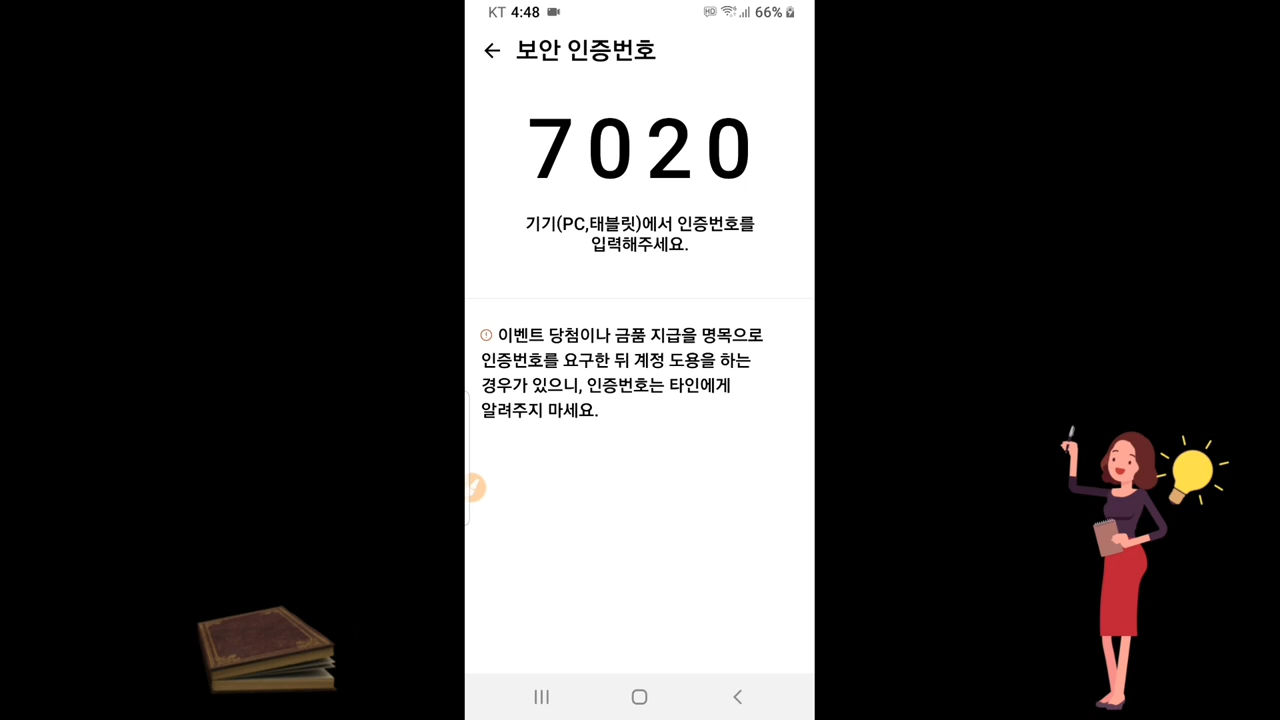 KT 4:48 HD 66%
보안 인증번호
7020
기기(PC,태블릿)에서 인증번호를
입력해주세요.
이벤트 당첨이나 금품 지급을 명목으로
인증번호를 요구한 뒤 계정 도용을 하는
경우가 있으니, 인증번호는 타인에게
알려주지 마세요.